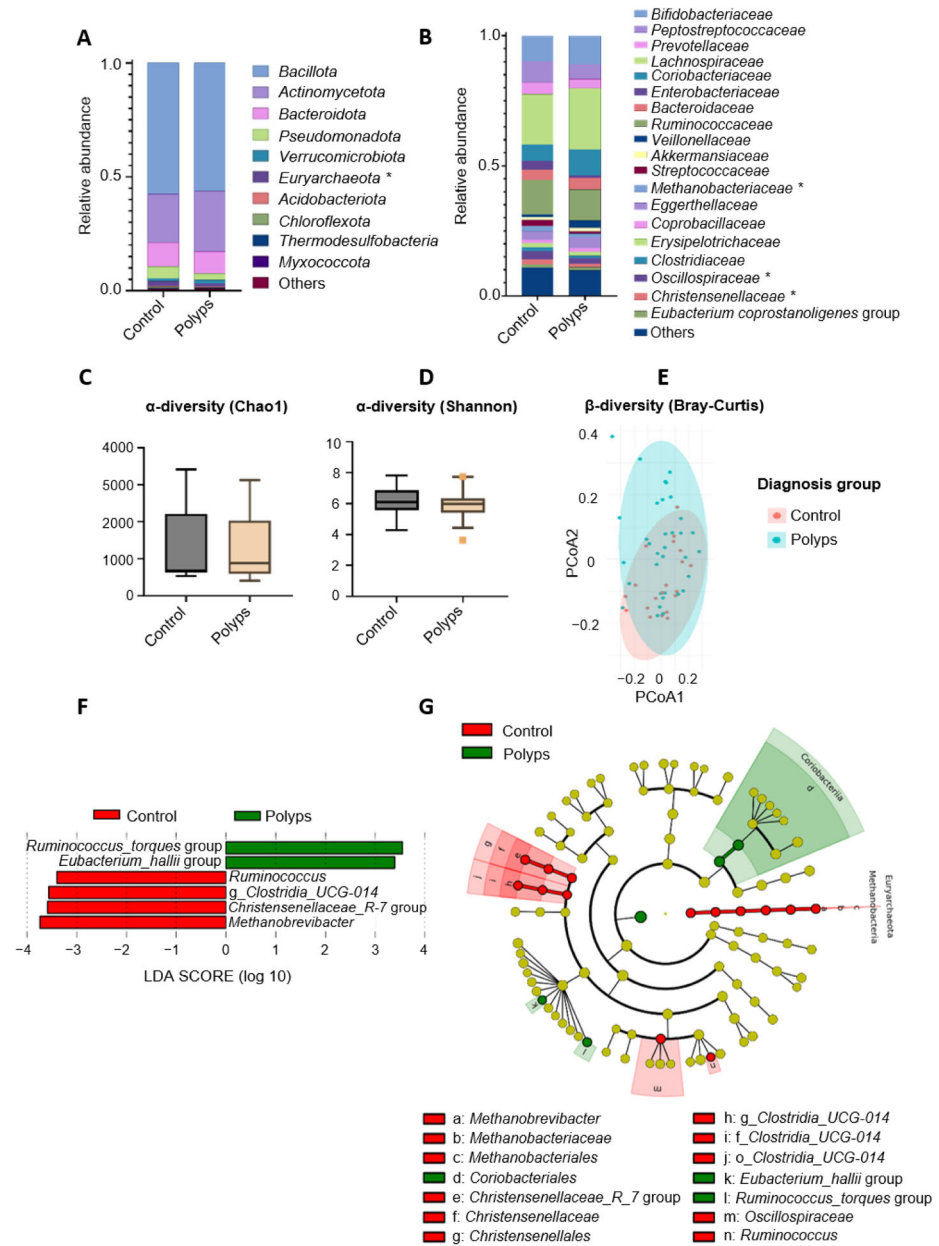 A
Relative abundance
1.0
0.5
0.0
Control
Polyps
Bacillota
Actinomycetota
Bacteroidota
Pseudomonadota
Verrucomicrobiota
Euryarchaeota *
Acidobacteriota
Chloroflexota
Thermodesulfobacteria
Myxococcota
Others
B
Relative abundance
1.0
0.5
0.0
Control
Polyps
Bifidobacteriaceae
Peptostreptococcaceae
Prevotellaceae
Lachnospiraceae
Coriobacteriaceae
Enterobacteriaceae
Bacteroidaceae
Ruminococcaceae
Veillonellaceae
Akkermansiaceae
Streptococcaceae
Methanobacteriaceae *
Eggerthellaceae
Coprobacillaceae
Erysipelotrichaceae
Clostridiaceae
Oscillospiraceae *
Christensenellaceae *
Eubacterium coprostanoligenes group
Others
C
α-diversity (Chao1)
4000
5000
2000
1000
0
Control
Polyps
D
α-diversity (Shannon)
10
8
6
4
2
0
Control
Polyps
E
β-diversity (Bray-Curtis)
0.4
0.2
0
−0.2
PCoA2
−0.2 0 0.2
PCoA1
Diagnosis group
Control
Polyps
F
Control Polyps
Ruminococcus_torques group
Eubacterium_hallii group
Ruminococcus
g_Clostridia_UCG-014
Christensenellaceae_R-7 group
Methanobrevibacter
−4 −3 −2 −1 0 1 2 3 4
LDA SCORE (log 10)
G
Control
Polyps
Coriobacteriia
d
g f e
j i h
Euryarchaeota
Methanobacteria
a b c
k
l
m
n
a: Methanobrevibacter
b: Methanobacteriaceae
c: Methanobacteriales
d: Coriobacteriales
e: Christensenellaceae_R_7 group
f: Christensenellaceae
g: Christensenellales
h: g_Clostridia_UCG-014
i: f_Clostridia_UCG-014
j: o_Clostridia_UCG-014
k: Eubacterium_hallii group
l: Ruminococcus_torques group
m: Oscillospiraceae
n: Ruminococcus